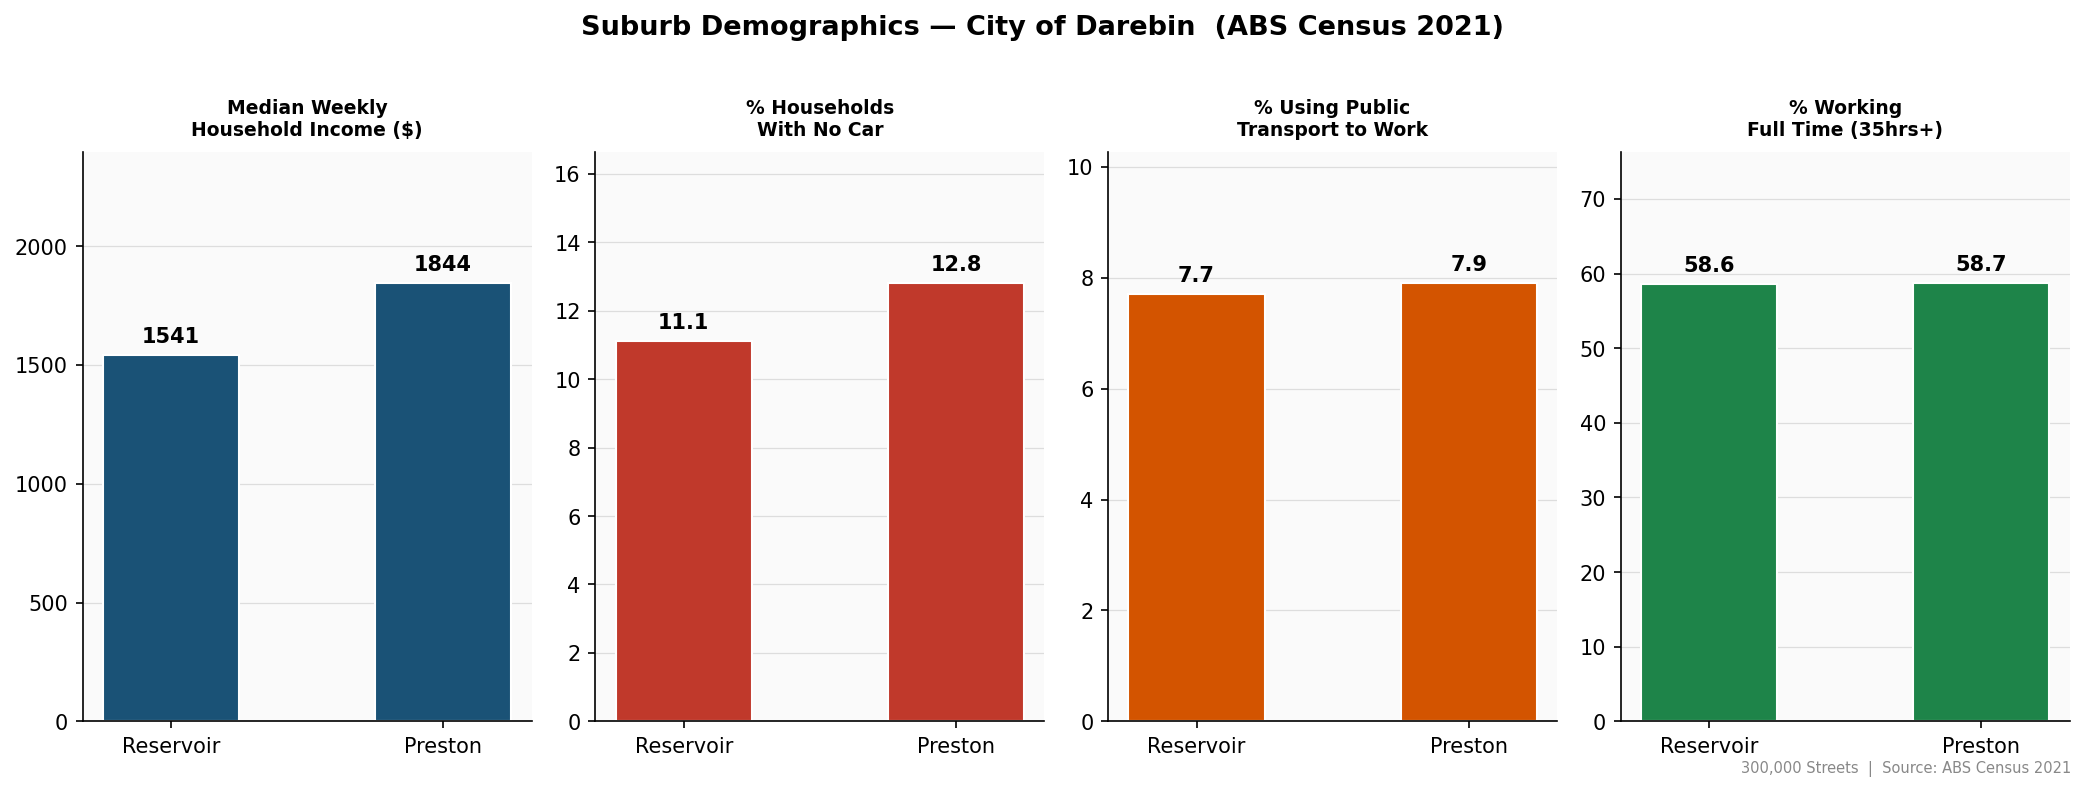 Suburb Demographics — City of Darebin  (ABS Census 2021)
Median Weekly
Household Income ($)
2000
1500
1000
500
0
1541
1844
Reservoir
Preston
% Households
With No Car
16
14
12
10
8
6
4
2
0
11.1
12.8
Reservoir
Preston
% Using Public
Transport to Work
10
8
6
4
2
0
7.7
7.9
Reservoir
Preston
% Working
Full Time (35hrs+)
70
60
50
40
30
20
10
0
58.6
58.7
Reservoir
Preston
300,000 Streets  |  Source: ABS Census 2021